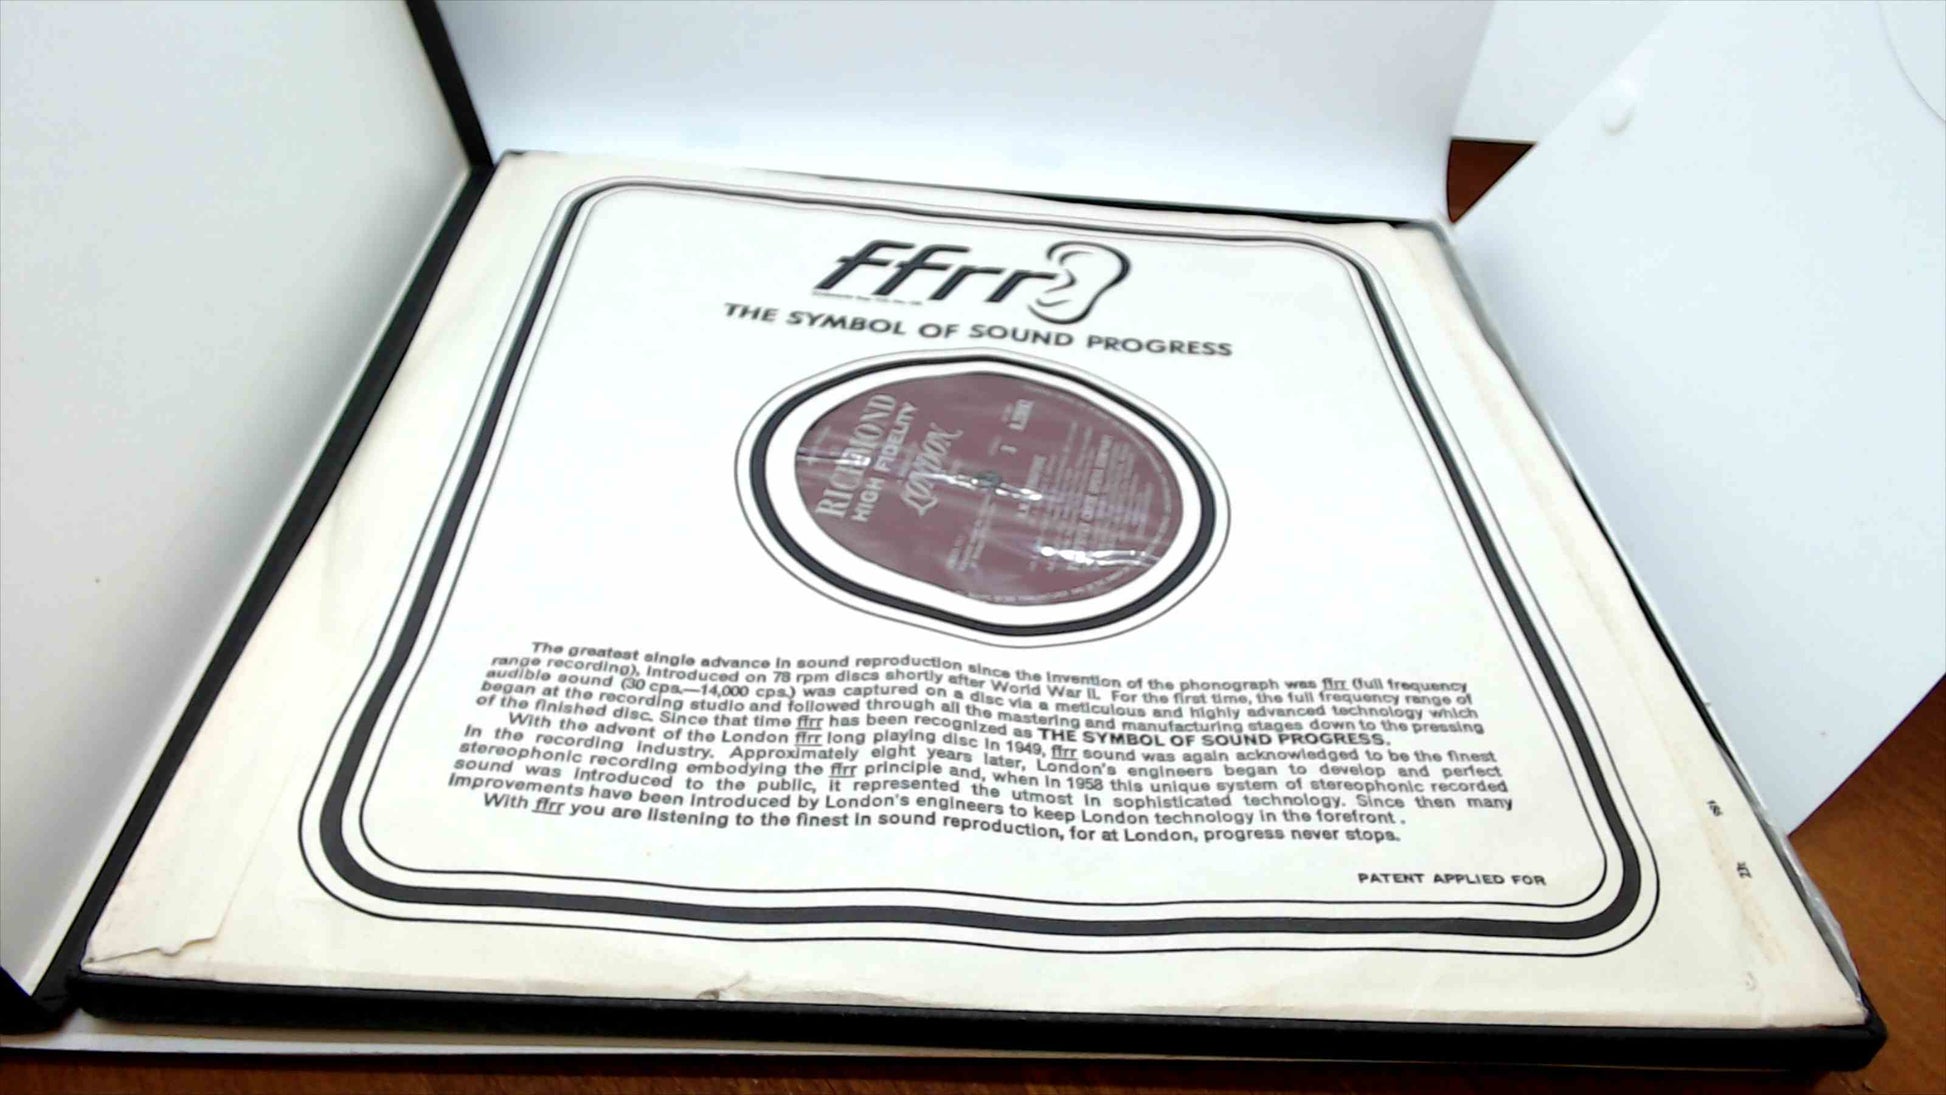 ffrr
THE SYMBOL OF SOUND PROGRESS
RICHMOND
HIGH FIDELITY
LONDON
The greatest single advance in sound reproduction since the invention of the phonograph was ffrr (full frequency
range recording), introduced on 78 rpm discs shortly after World War II. For the first time, the full frequency range of
audible sound (30 cps.—14,000 cps.) was captured on a disc via a meticulous and highly advanced technology which
began at the recording studio and followed through all the mastering and manufacturing stages down to the pressing
of the finished disc. Since that time ffrr has been recognized as THE SYMBOL OF SOUND PROGRESS.
With the advent of the London ffrr long playing disc in 1949, ffrr sound was again acknowledged to be the finest
in the recording industry. Approximately eight years later, London's engineers began to develop and perfect
stereophonic recording embodying the ffrr principle and, when in 1958 this unique system of stereophonic recorded
sound was introduced to the public, it represented the utmost in sophisticated technology. Since then many
improvements have been introduced by London's engineers to keep London technology in the forefront.
With ffrr you are listening to the finest in sound reproduction, for at London, progress never stops.
PATENT APPLIED FOR